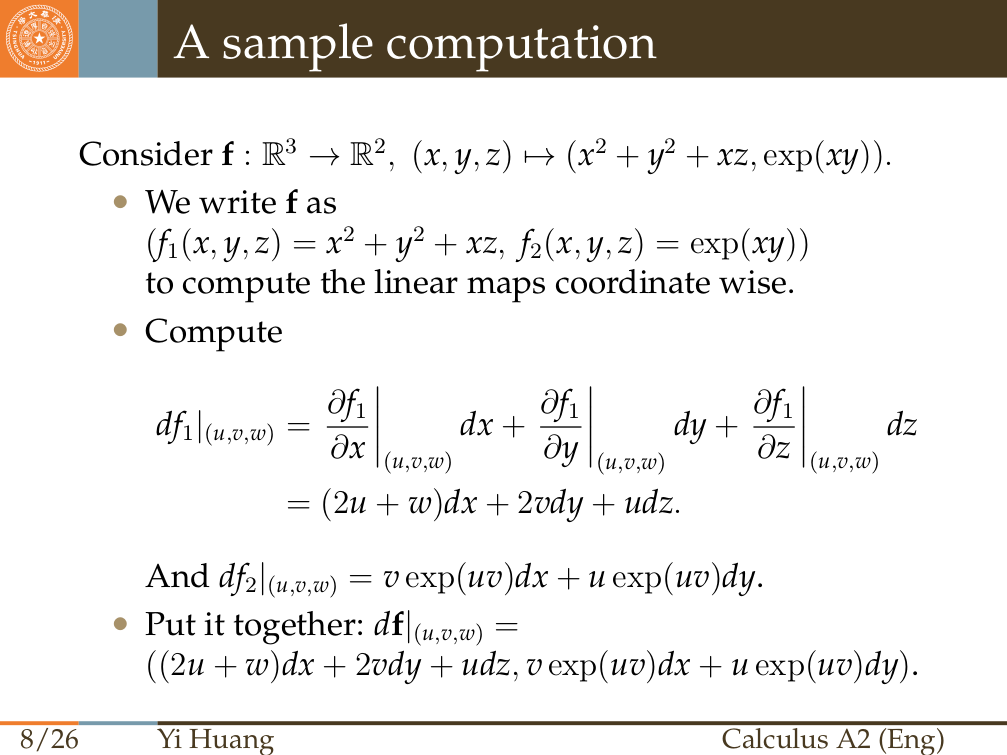 A sample computation
Consider f : ℝ³ → ℝ², (x, y, z) ↦ (x² + y² + xz, exp(xy)).
• We write f as
(f₁(x, y, z) = x² + y² + xz, f₂(x, y, z) = exp(xy))
to compute the linear maps coordinate wise.
• Compute
df₁|₍u,v,w₎ = ∂f₁/∂x|₍u,v,w₎ dx + ∂f₁/∂y|₍u,v,w₎ dy + ∂f₁/∂z|₍u,v,w₎ dz
= (2u + w)dx + 2vdy + udz.
And df₂|₍u,v,w₎ = v exp(uv)dx + u exp(uv)dy.
• Put it together: df|₍u,v,w₎ =
((2u + w)dx + 2vdy + udz, v exp(uv)dx + u exp(uv)dy).
8/26 Yi Huang Calculus A2 (Eng)